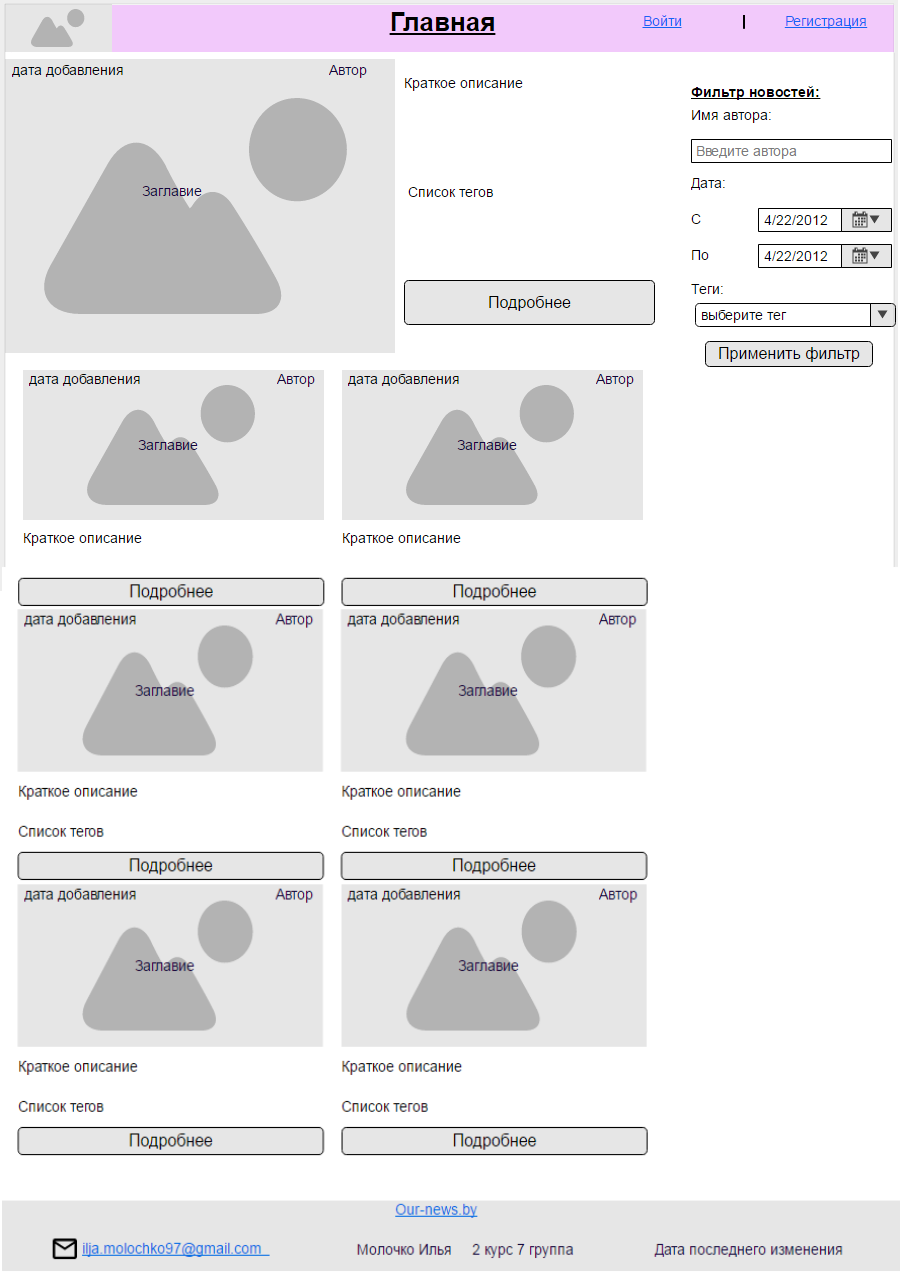 Главная
Войти | Регистрация
дата добавления Автор
Заглавие
Краткое описание
Список тегов
Подробнее
Фильтр новостей:
Имя автора:
Введите автора
Дата:
С 4/22/2012
По 4/22/2012
Теги:
выберите тег
Применить фильтр
дата добавления Автор
Заглавие
Краткое описание
Подробнее
дата добавления Автор
Заглавие
Краткое описание
Подробнее
дата добавления Автор
Заглавие
Краткое описание
Список тегов
Подробнее
дата добавления Автор
Заглавие
Краткое описание
Список тегов
Подробнее
дата добавления Автор
Заглавие
Краткое описание
Список тегов
Подробнее
дата добавления Автор
Заглавие
Краткое описание
Список тегов
Подробнее
Our-news.by
ilja.molochko97@gmail.com Молочко Илья 2 курс 7 группа Дата последнего изменения